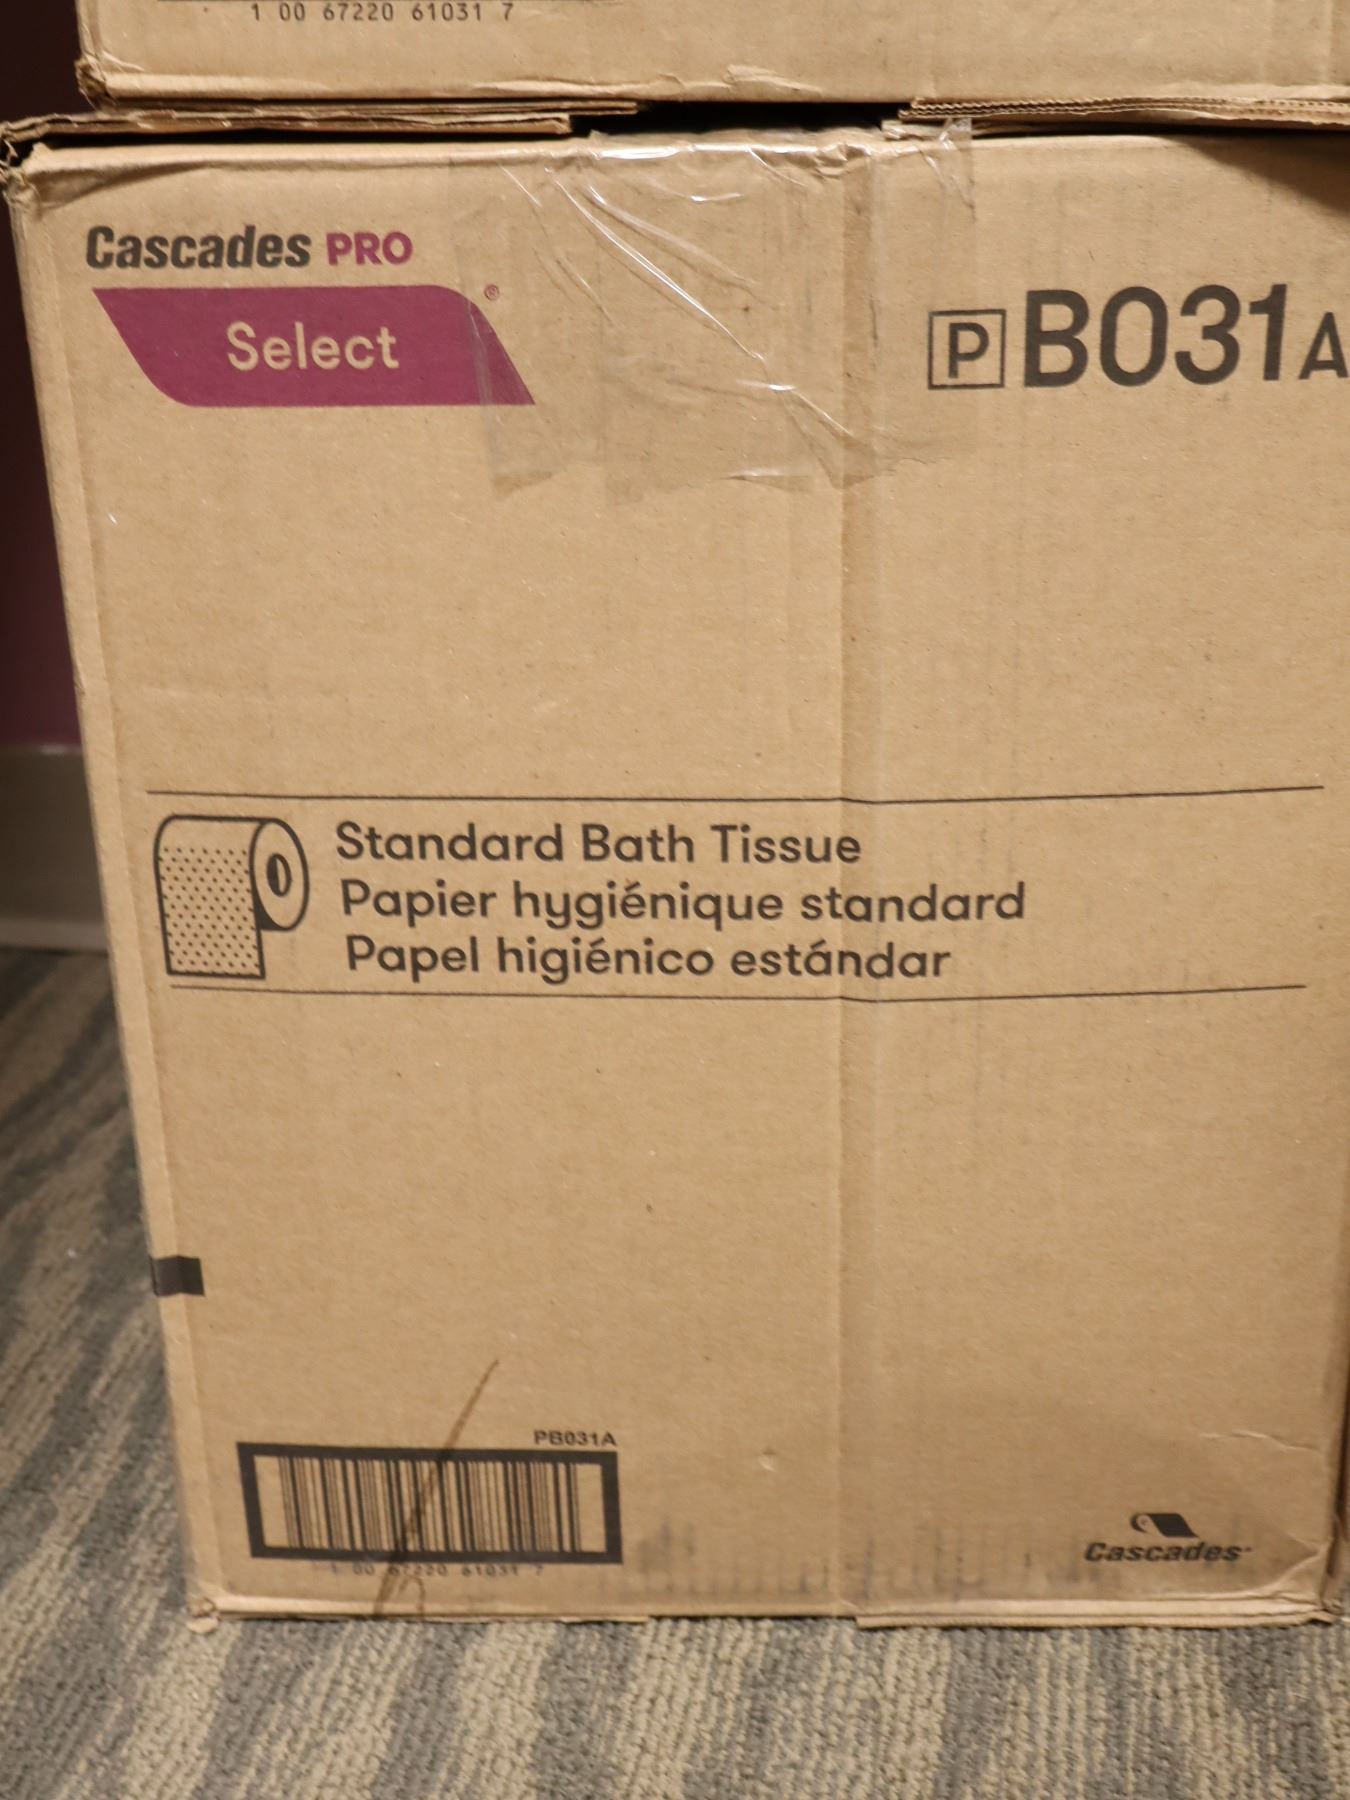 1 00 67220 61031 7
Cascades PRO
Select ®
P B031A
Standard Bath Tissue
Papier hygiénique standard
Papel higiénico estándar
PB031A
1 00 67220 61031 7
Cascades